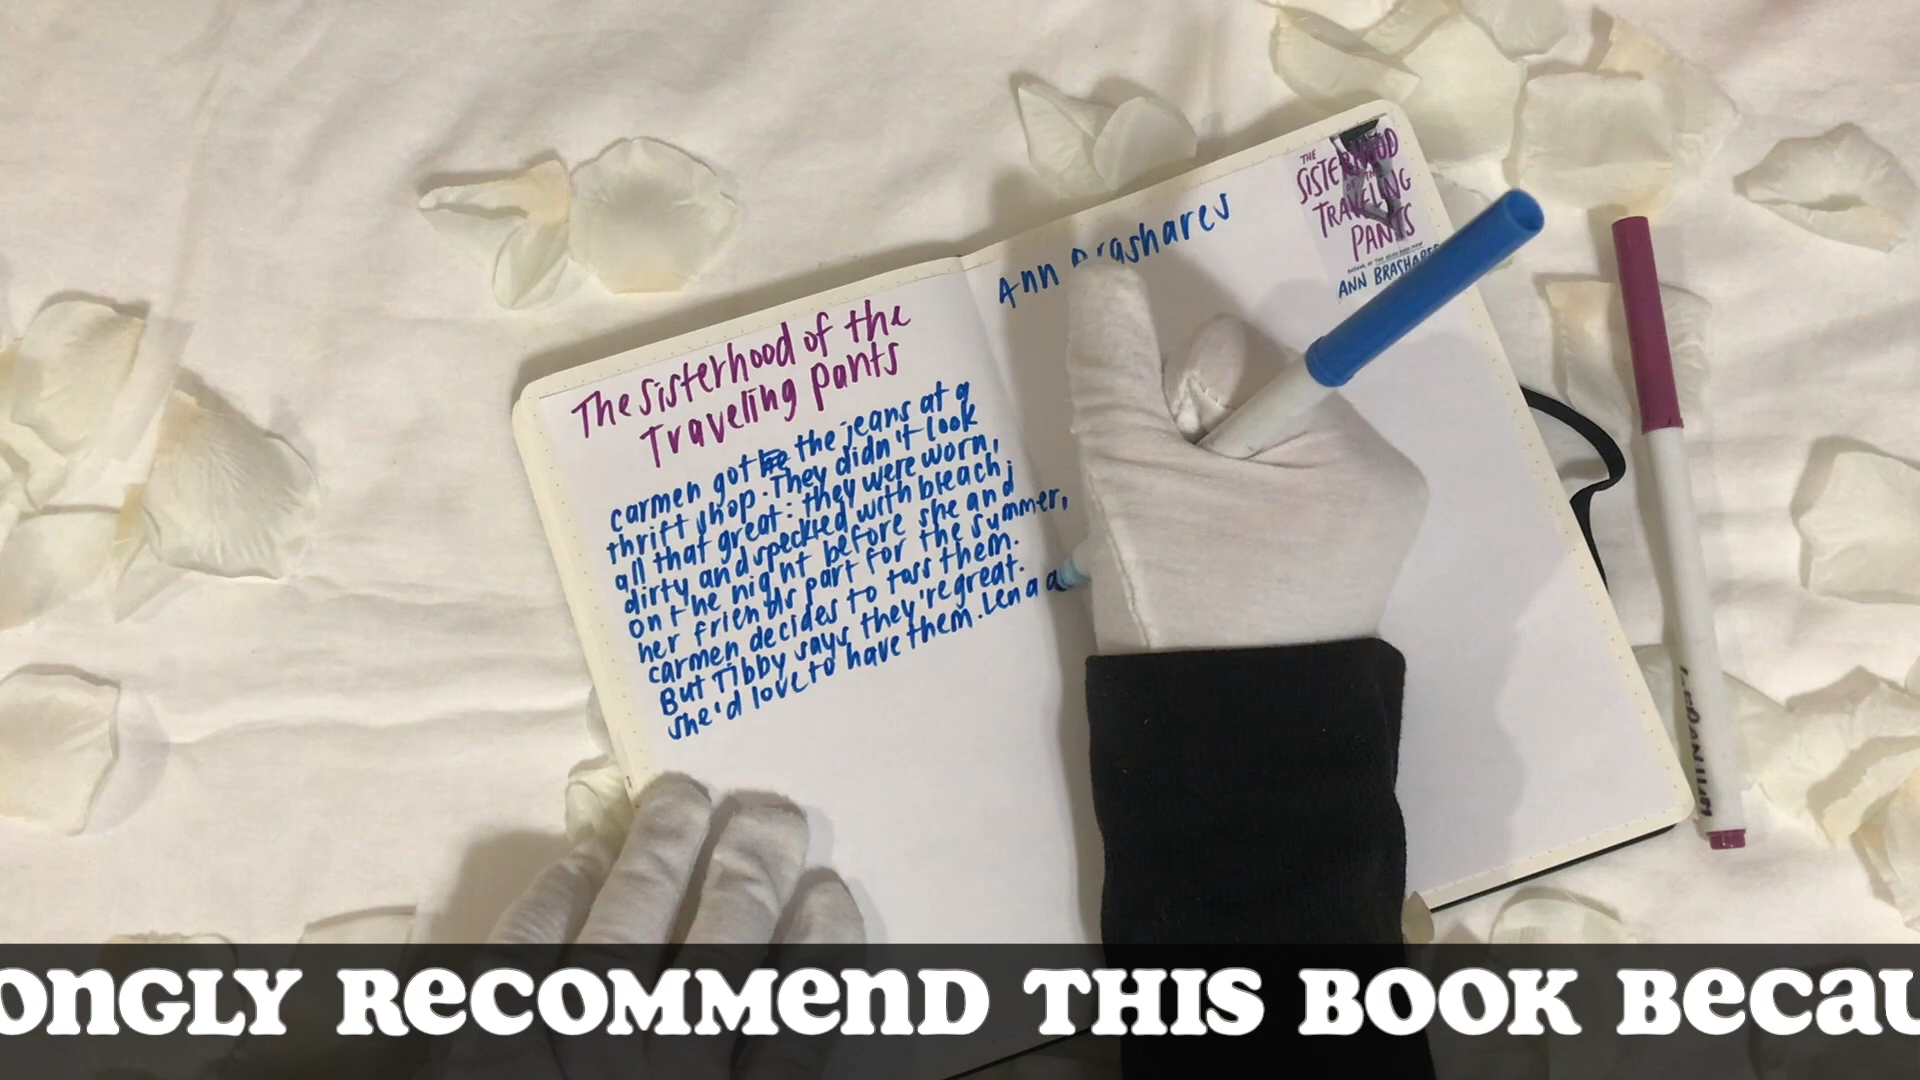 The Sisterhood of the
Traveling pants
carmen got the jeans at a
thrift shop. They didn't look
all that great: they were worn,
dirty, and speckled with bleach;
on the night before she and
her friends part for the summer,
carmen decides to toss them.
But Tibby says they're great.
she'd love to have them. Lena a
Ann Brashares
THE
SISTERHOOD
OF THE
TRAVELING
PANTS
ANN BRASHARES
ONGLY RECOMMEND THIS BOOK BECAU